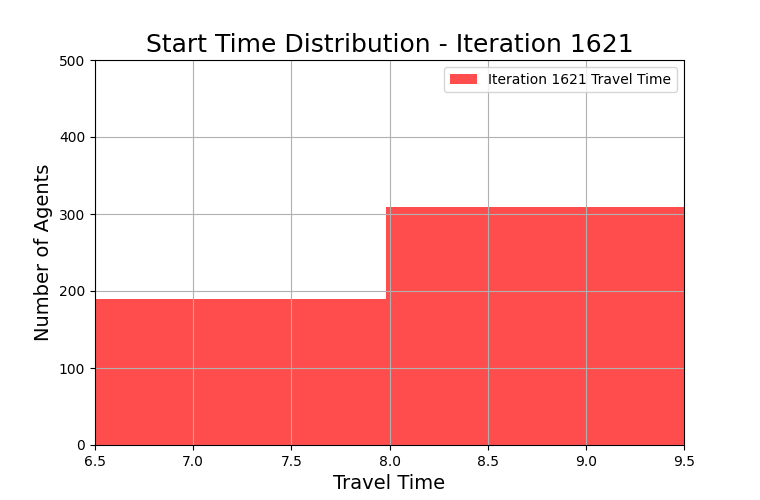 Start Time Distribution - Iteration 1621
Iteration 1621 Travel Time
Number of Agents
500
400
300
200
100
0
6.5 7.0 7.5 8.0 8.5 9.0 9.5
Travel Time